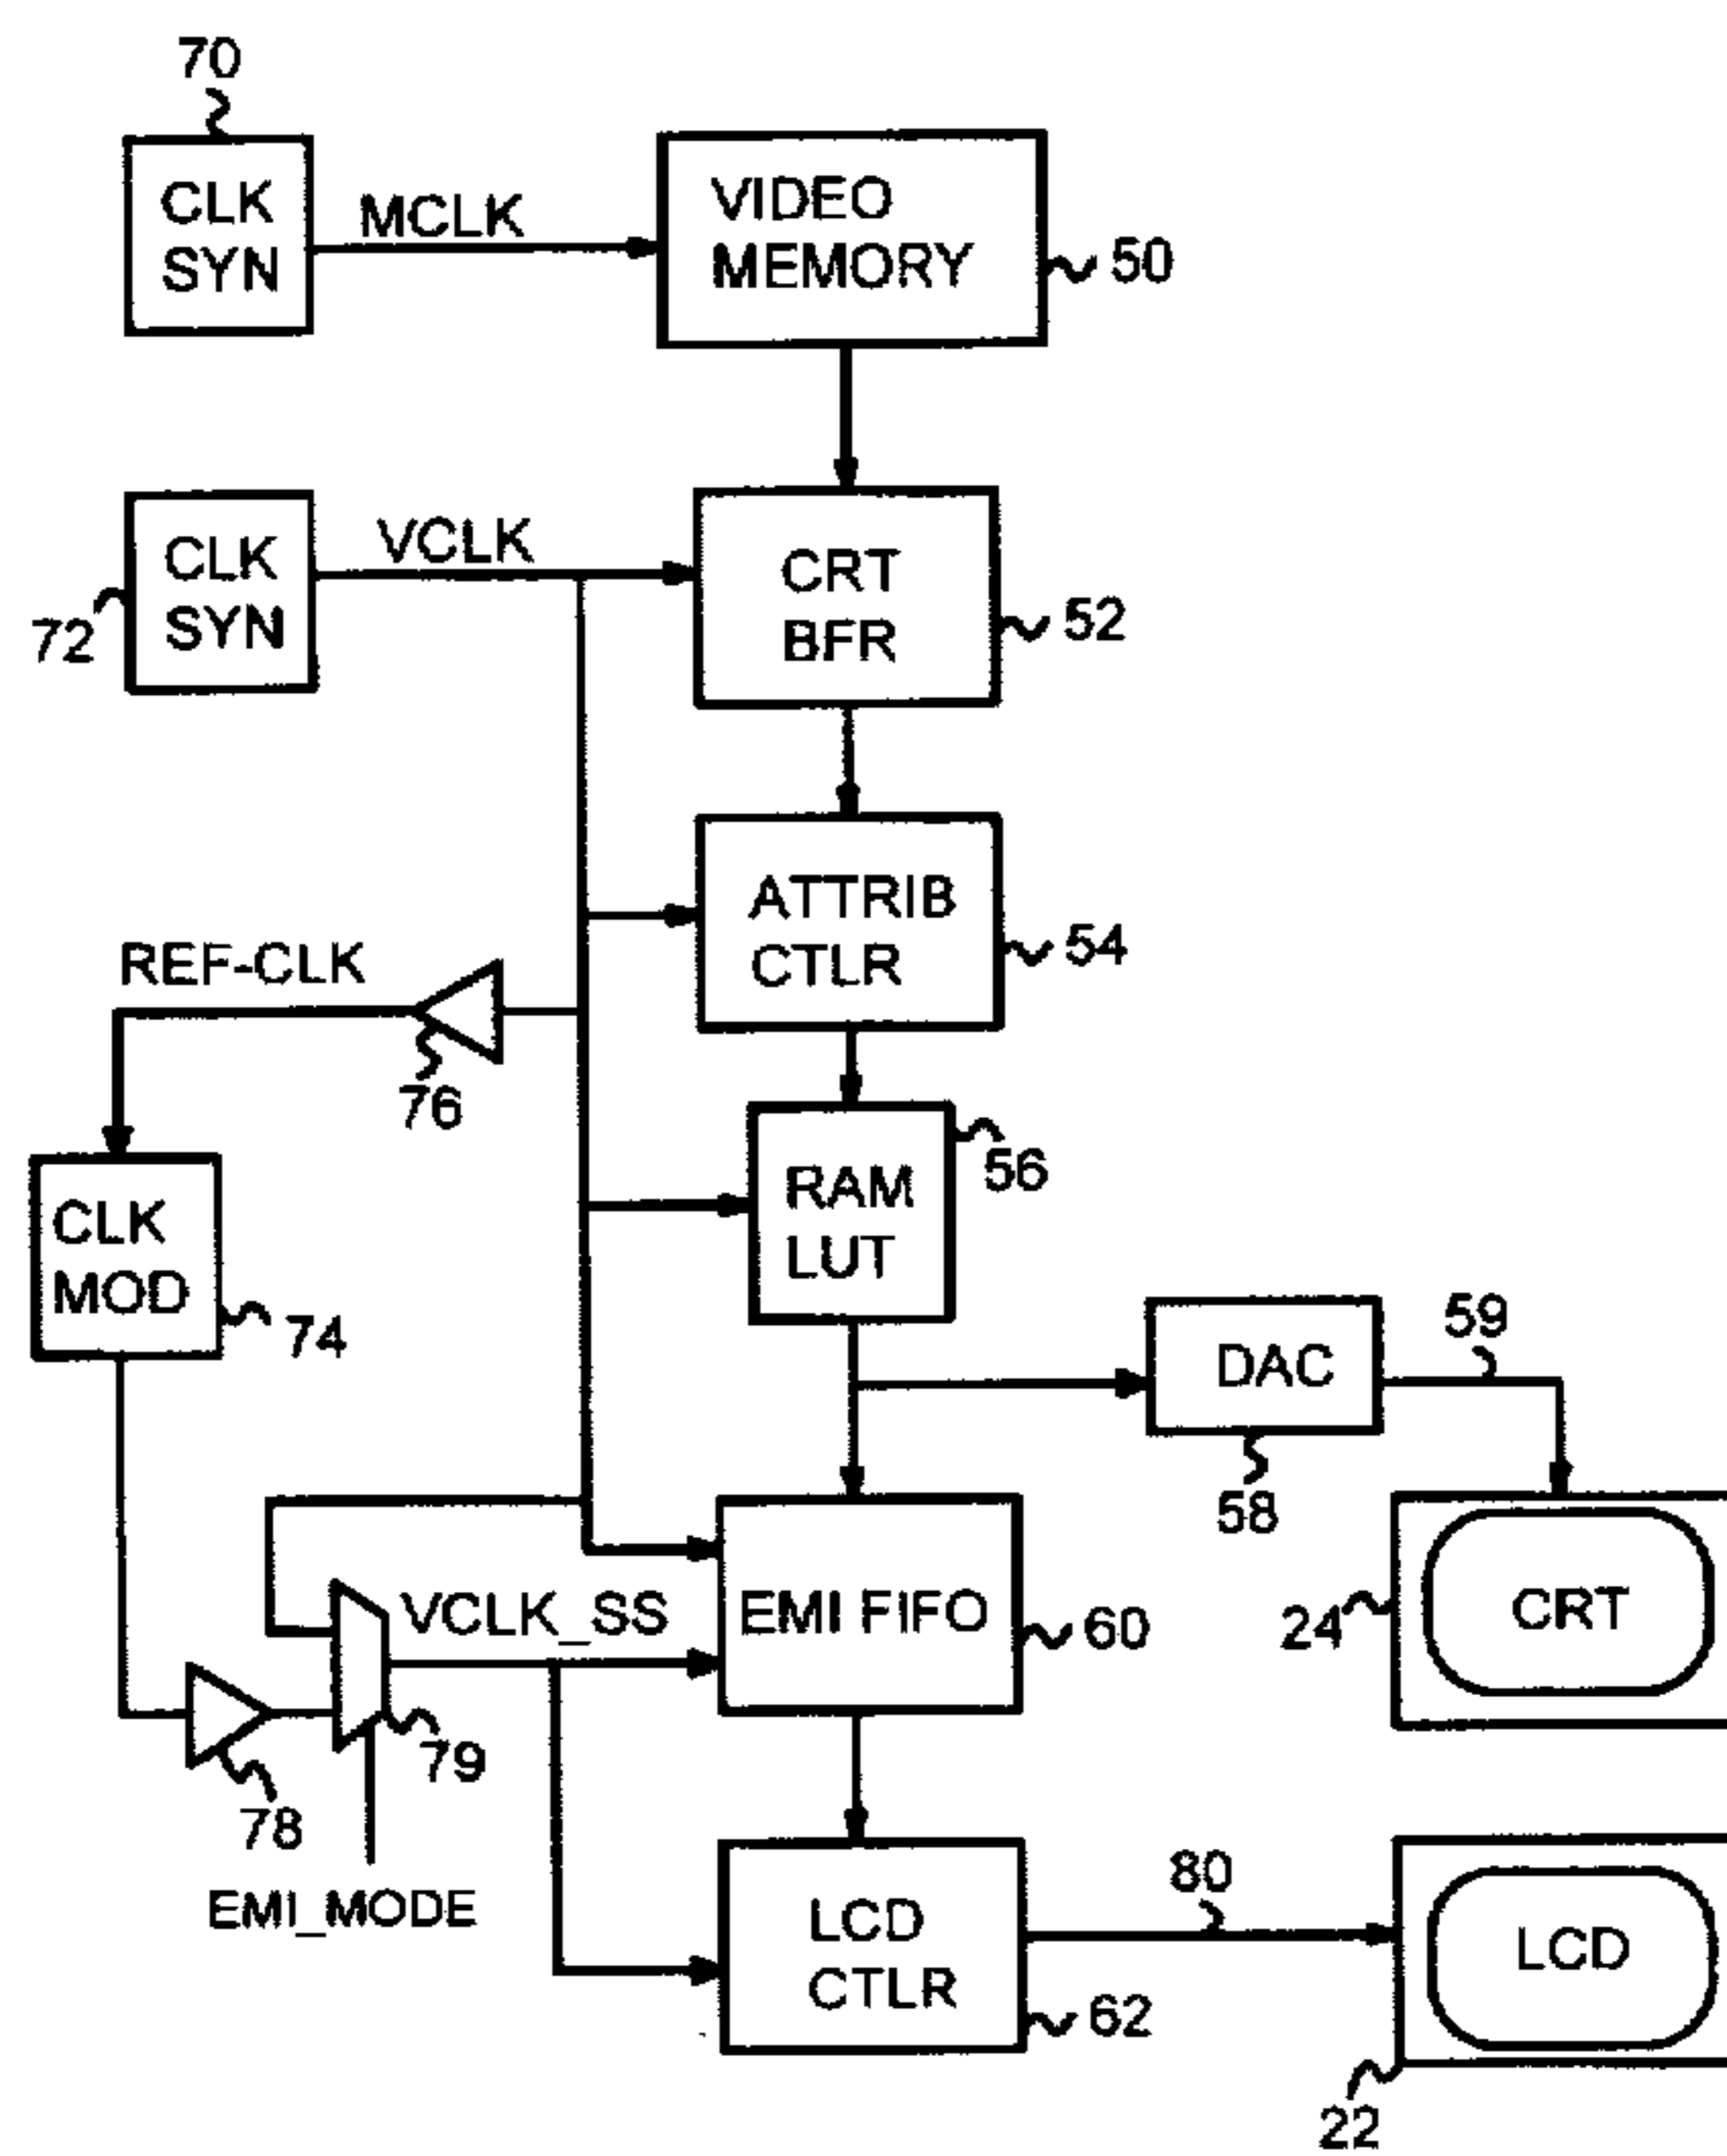 70
CLK
SYN
MCLK
VIDEO
MEMORY
50
CLK
SYN
72
VCLK
CRT
BFR
52
ATTRIB
CTLR
54
REF-CLK
76
RAM
LUT
56
CLK
MOD
74
DAC
59
58
VCLK_SS
EMI FIFO
60
CRT
24
79
78
EMI_MODE
LCD
CTLR
62
80
LCD
22